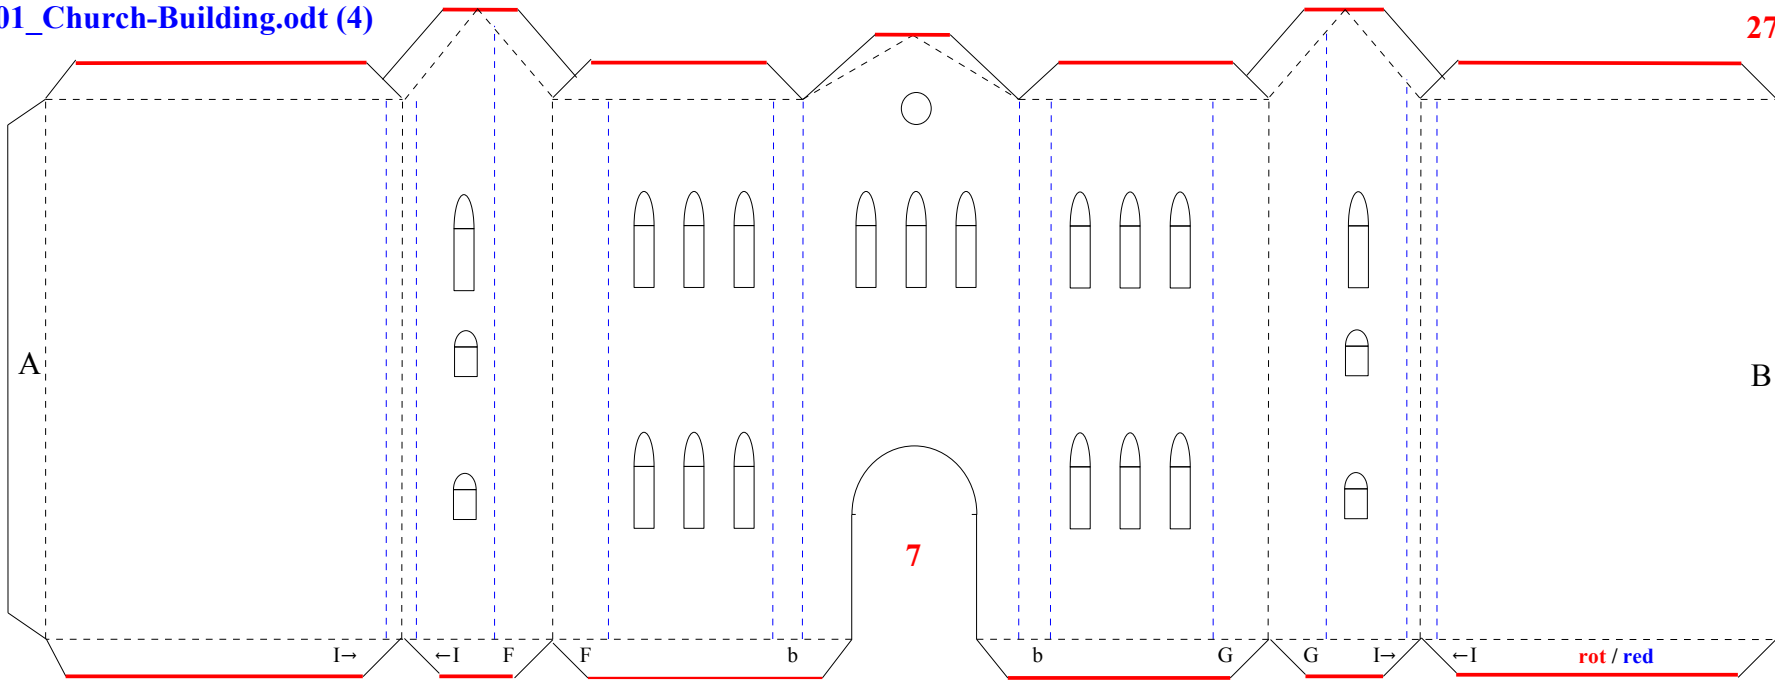 01_Church-Building.odt (4)
27
A
B
7
I→
←I
F
F
b
b
G
G
I→
←I
rot / red